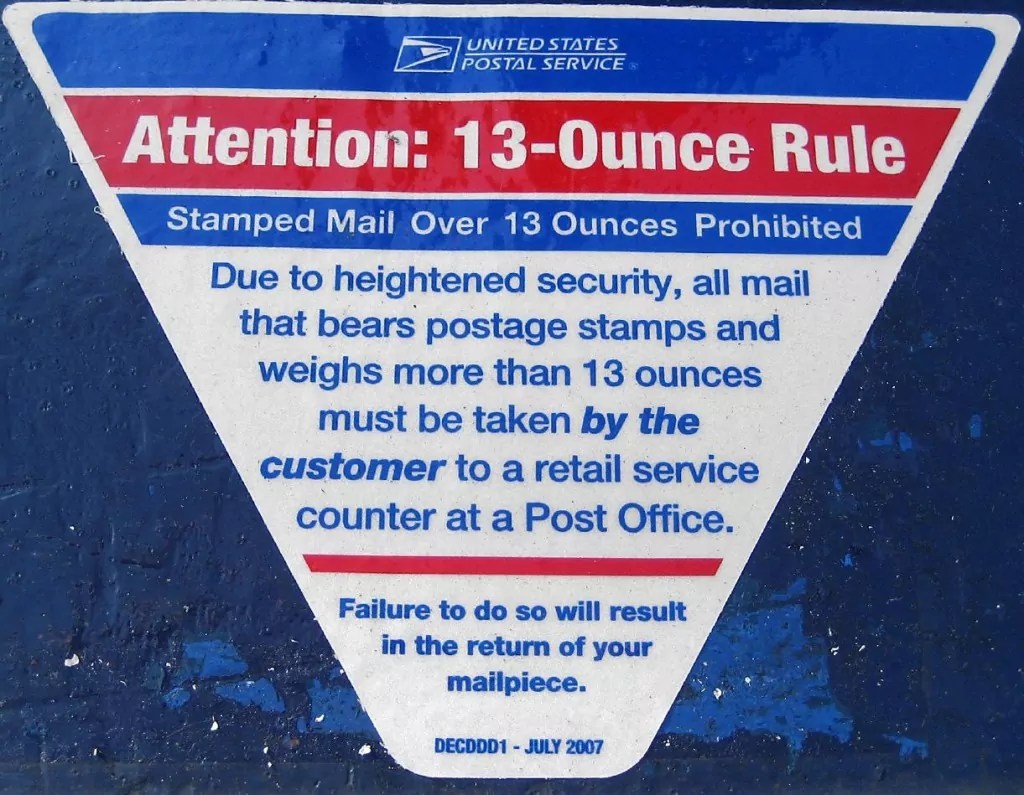 UNITED STATES
POSTAL SERVICE®
Attention: 13-Ounce Rule
Stamped Mail Over 13 Ounces Prohibited
Due to heightened security, all mail
that bears postage stamps and
weighs more than 13 ounces
must be taken by the
customer to a retail service
counter at a Post Office.
Failure to do so will result
in the return of your
mailpiece.
DECDDD1 - JULY 2007